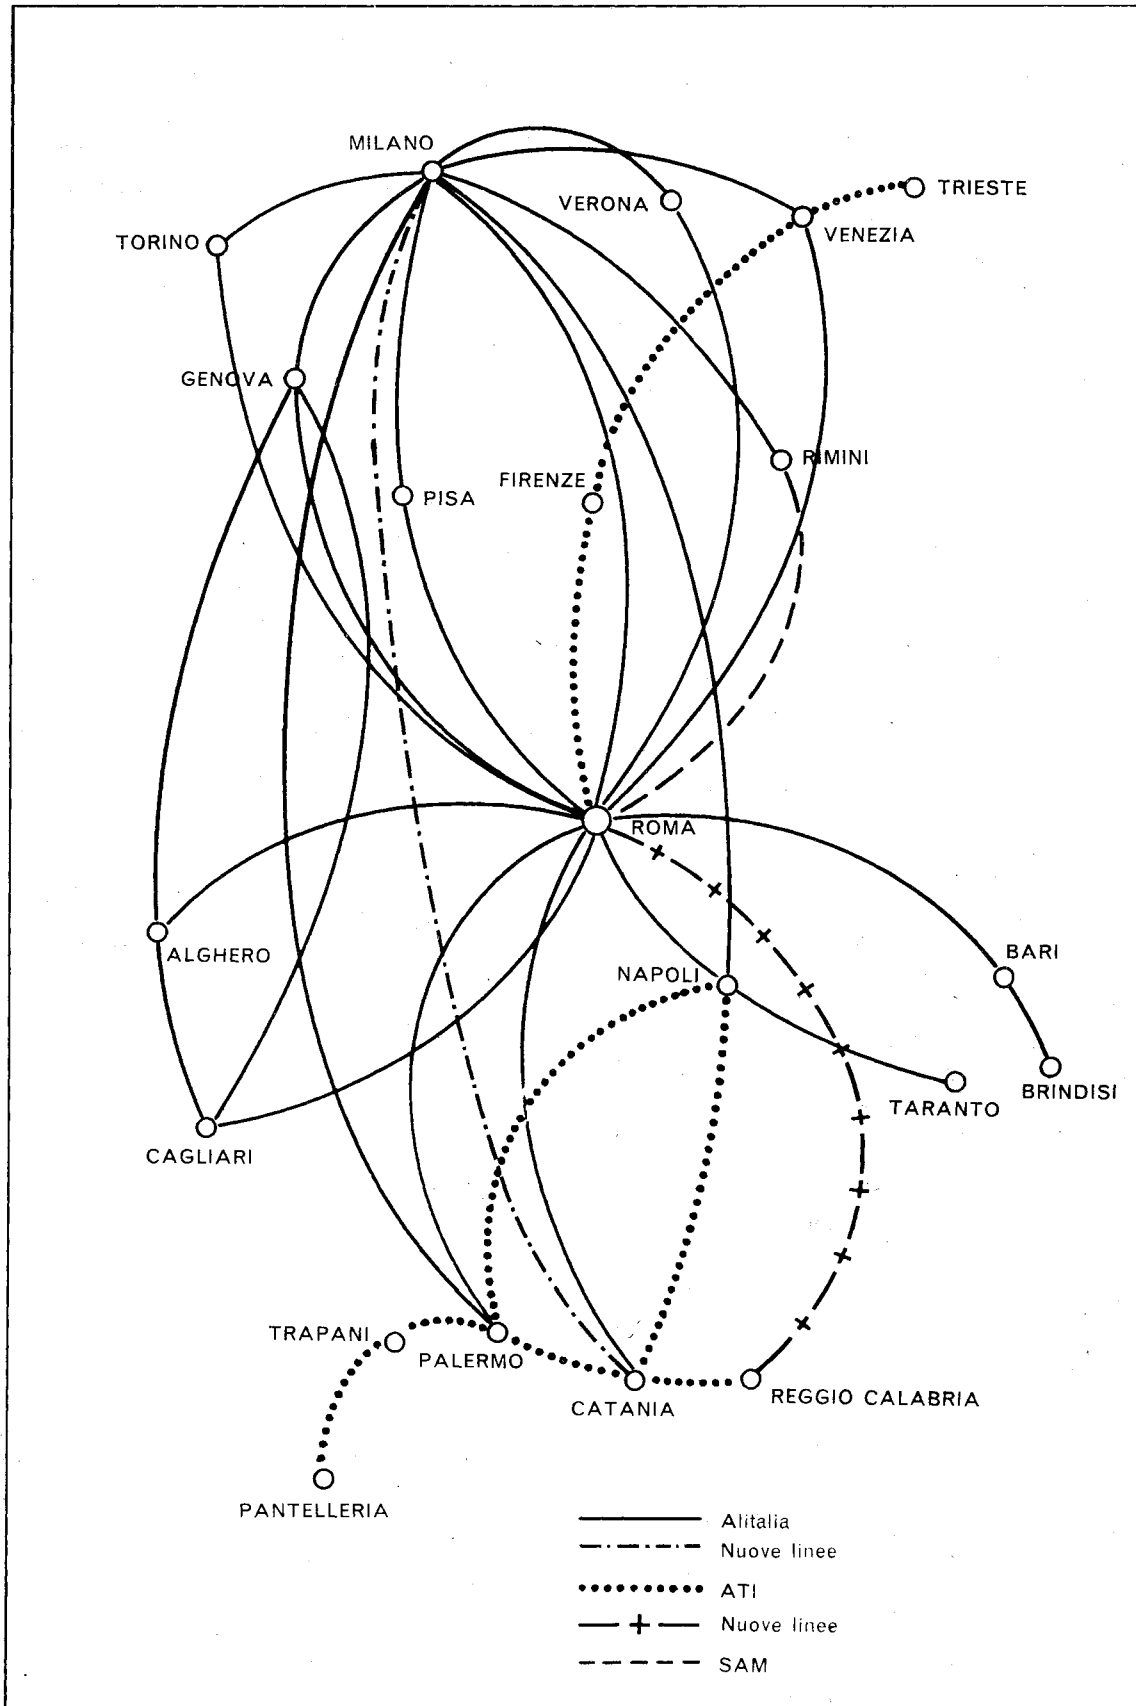 MILANO
VERONA
TRIESTE
VENEZIA
TORINO
GENOVA
RIMINI
FIRENZE
PISA
ROMA
ALGHERO
NAPOLI
BARI
BRINDISI
TARANTO
CAGLIARI
TRAPANI
PALERMO
CATANIA
REGGIO CALABRIA
PANTELLERIA
Alitalia
Nuove linee
ATI
Nuove linee
SAM